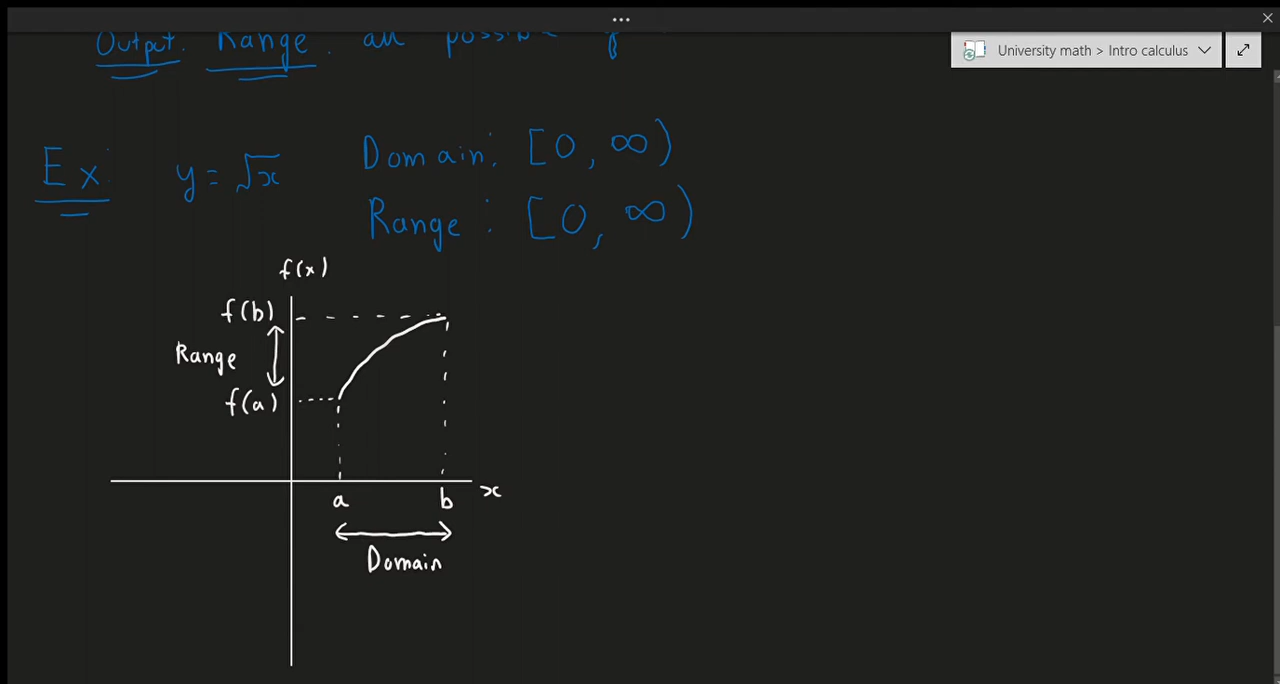 University math > Intro calculus
Output. Range. all possible
Ex: y = √x Domain: [0, ∞)
Range: [0, ∞)
f(x)
f(b)
Range
f(a)
a b x
Domain